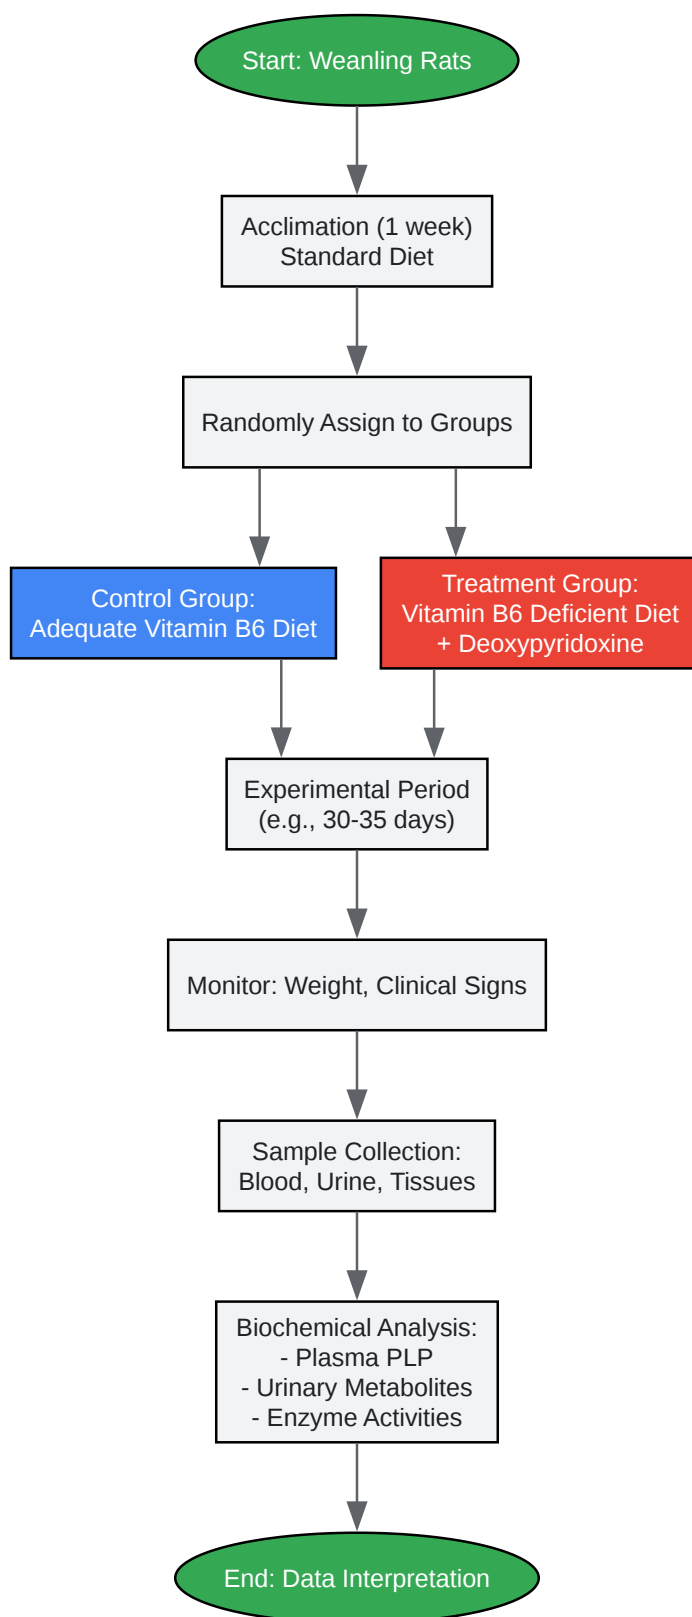 Start: Weanling Rats
Acclimation (1 week)
Standard Diet
Randomly Assign to Groups
Control Group:
Adequate Vitamin B6 Diet
Treatment Group:
Vitamin B6 Deficient Diet
+ Deoxypyridoxine
Experimental Period
(e.g., 30-35 days)
Monitor: Weight, Clinical Signs
Sample Collection:
Blood, Urine, Tissues
Biochemical Analysis:
- Plasma PLP
- Urinary Metabolites
- Enzyme Activities
End: Data Interpretation